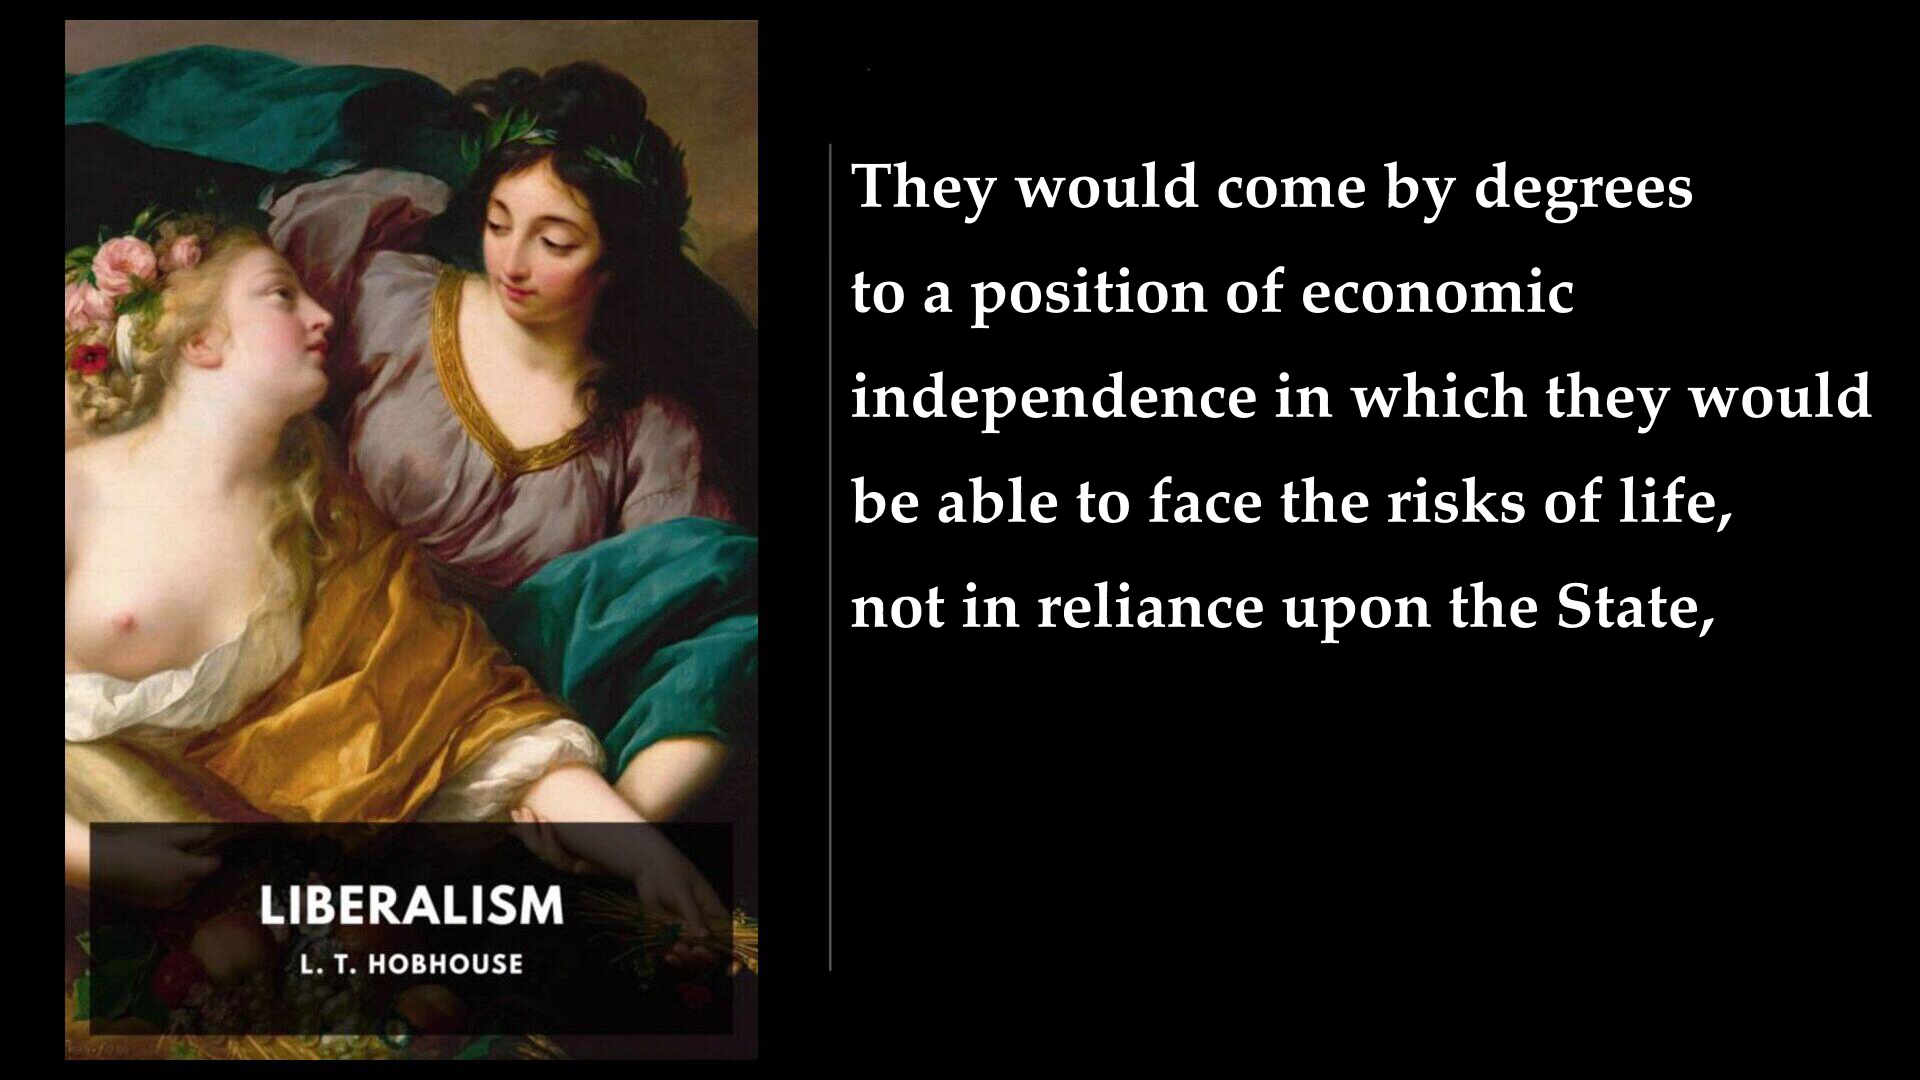 They would come by degrees
to a position of economic
independence in which they would
be able to face the risks of life,
not in reliance upon the State,
LIBERALISM
L. T. HOBHOUSE